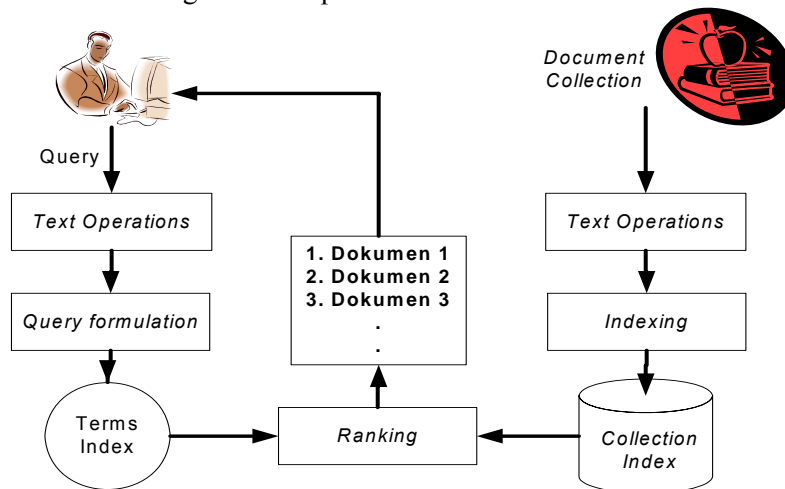 Document
Collection
Query
Text Operations
Text Operations
1. Dokumen 1
2. Dokumen 2
3. Dokumen 3
.
.
Query formulation
Indexing
Terms
Index
Ranking
Collection
Index